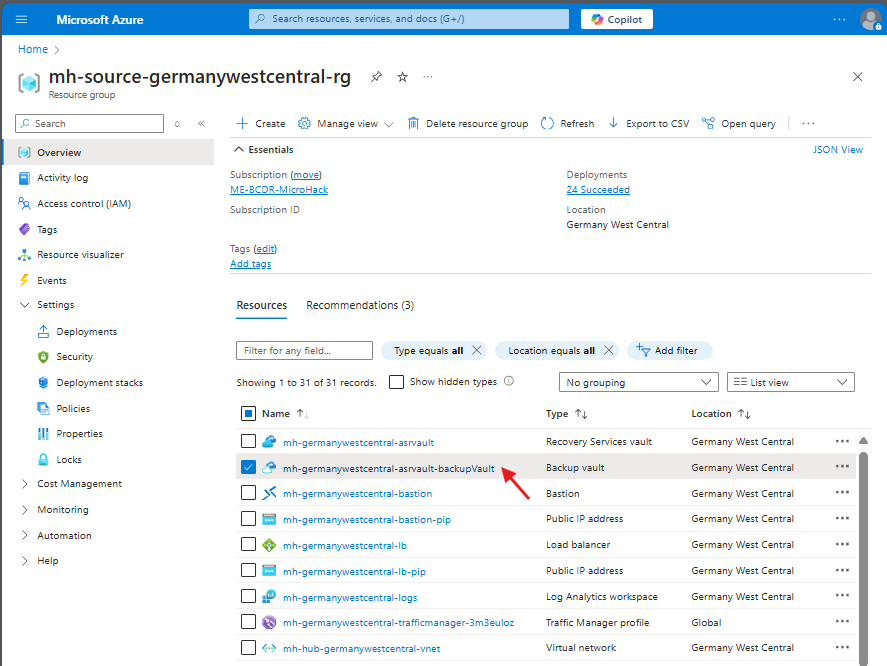 Microsoft Azure
Search resources, services, and docs (G+/)
Copilot
Home
mh-source-germanywestcentral-rg
Resource group
Search
Overview
Activity log
Access control (IAM)
Tags
Resource visualizer
Events
Settings
Deployments
Security
Deployment stacks
Policies
Properties
Locks
Cost Management
Monitoring
Automation
Help
Create Manage view Delete resource group Refresh Export to CSV Open query
Essentials JSON View
Subscription (move)
ME-BCDR-MicroHack
Subscription ID
Deployments
24 Succeeded
Location
Germany West Central
Tags (edit)
Add tags
Resources Recommendations (3)
Filter for any field... Type equals all Location equals all Add filter
Showing 1 to 31 of 31 records. Show hidden types No grouping List view
Name Type Location
mh-germanywestcentral-asrvault Recovery Services vault Germany West Central
mh-germanywestcentral-asrvault-backupVault Backup vault Germany West Central
mh-germanywestcentral-bastion Bastion Germany West Central
mh-germanywestcentral-bastion-pip Public IP address Germany West Central
mh-germanywestcentral-lb Load balancer Germany West Central
mh-germanywestcentral-lb-pip Public IP address Germany West Central
mh-germanywestcentral-logs Log Analytics workspace Germany West Central
mh-germanywestcentral-trafficmanager-3m3euloz Traffic Manager profile Global
mh-hub-germanywestcentral-vnet Virtual network Germany West Central